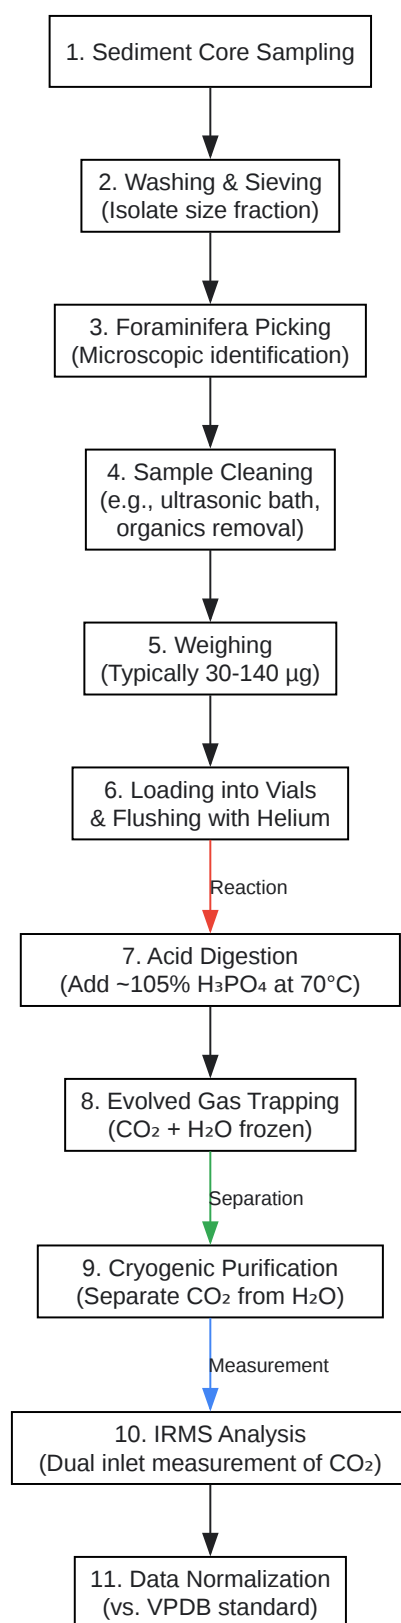 1. Sediment Core Sampling
2. Washing & Sieving
(Isolate size fraction)
3. Foraminifera Picking
(Microscopic identification)
4. Sample Cleaning
(e.g., ultrasonic bath,
organics removal)
5. Weighing
(Typically 30-140 µg)
6. Loading into Vials
& Flushing with Helium
Reaction
7. Acid Digestion
(Add ~105% H₃PO₄ at 70°C)
8. Evolved Gas Trapping
(CO₂ + H₂O frozen)
Separation
9. Cryogenic Purification
(Separate CO₂ from H₂O)
Measurement
10. IRMS Analysis
(Dual inlet measurement of CO₂)
11. Data Normalization
(vs. VPDB standard)